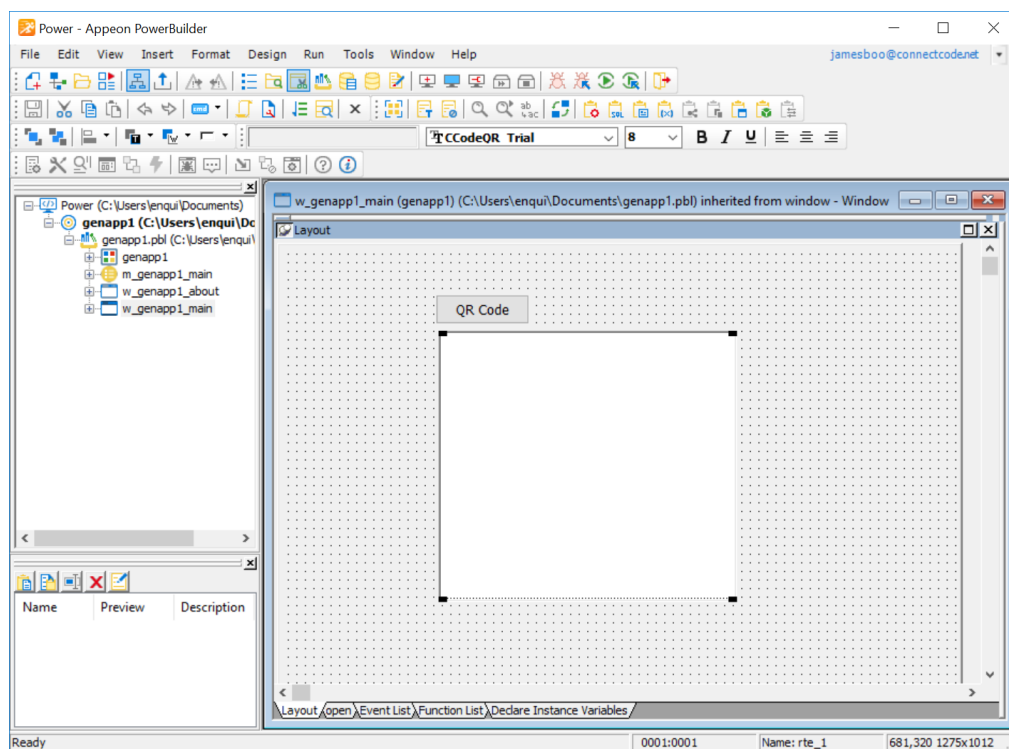 Power - Appeon PowerBuilder
File Edit View Insert Format Design Run Tools Window Help jamesboo@connectcode.net
CCodeQR Trial 8 B I U
Power (C:\Users\enqui\Documents)
genapp1 (C:\Users\enqui\Do
genapp1.pbl (C:\Users\enqui\
genapp1
m_genapp1_main
w_genapp1_about
w_genapp1_main
w_genapp1_main (genapp1) (C:\Users\enqui\Documents\genapp1.pbl) inherited from window - Window
Layout
QR Code
Name Preview Description
Layout open Event List Function List Declare Instance Variables
Ready 0001:0001 Name: rte_1 681,320 1275x1012